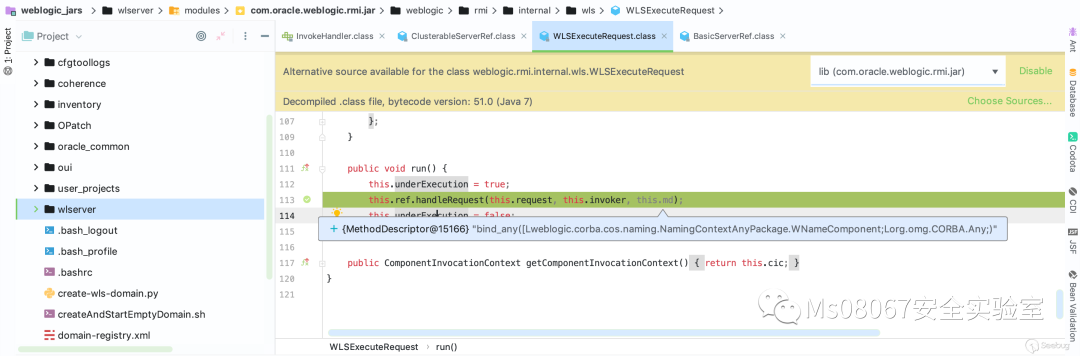 weblogic_jars › wlserver › modules › com.oracle.weblogic.rmi.jar › weblogic › rmi › internal › wls › WLSExecuteRequest ›
1: Project
Project
InvokeHandler.class × ClusterableServerRef.class × WLSExecuteRequest.class × BasicServerRef.class ×
Alternative source available for the class weblogic.rmi.internal.wls.WLSExecuteRequest
lib (com.oracle.weblogic.rmi.jar) Disable
Decompiled .class file, bytecode version: 51.0 (Java 7) Choose Sources...
cfgtoollogs
coherence
inventory
OPatch
oracle_common
oui
user_projects
wlserver
.bash_logout
.bash_profile
.bashrc
create-wls-domain.py
createAndStartEmptyDomain.sh
domain-registry.xml
107 };
109 }
110
111 public void run() {
112 this.underExecution = true;
113 this.ref.handleRequest(this.request, this.invoker, this.md);
114 this.underExecution = false;
115
+ {MethodDescriptor@15166} "bind_any([Lweblogic.corba.cos.naming.NamingContextAnyPackage.WNameComponent;Lorg.omg.CORBA.Any;)"
117 public ComponentInvocationContext getComponentInvocationContext() { return this.cic; }
120 }
121
WLSExecuteRequest › run()
Ant
Database
Codota
CDI
JSF
Bean Validation
Ms08067安全实验室
Seebug